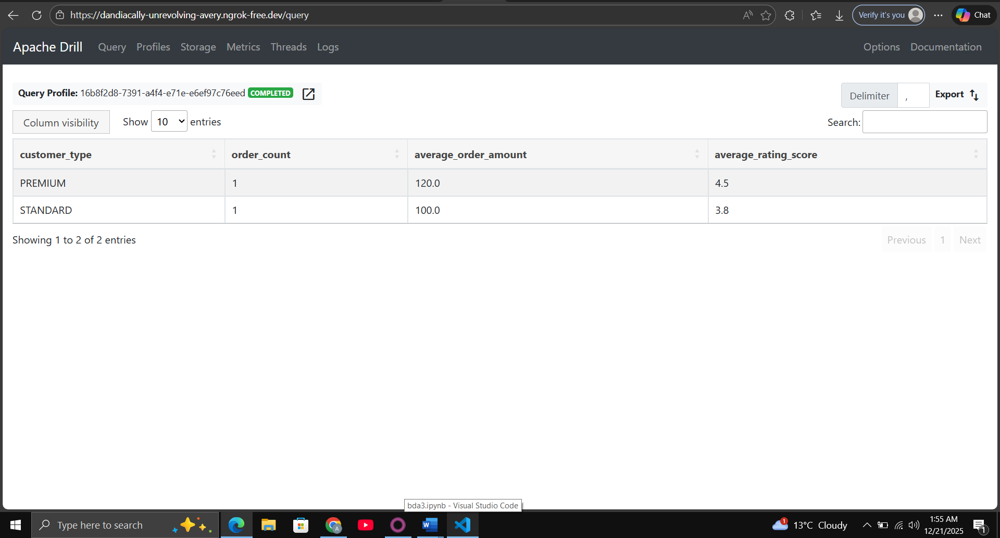 https://dandiacally-unrevolving-avery.ngrok-free.dev/query
Verify it's you
Chat
Apache Drill Query Profiles Storage Metrics Threads Logs Options Documentation
Query Profile: 16b8f2d8-7391-a4f4-e71e-e6ef97c76eed COMPLETED
Delimiter , Export
Column visibility Show 10 entries Search:
customer_type order_count average_order_amount average_rating_score
PREMIUM 1 120.0 4.5
STANDARD 1 100.0 3.8
Showing 1 to 2 of 2 entries Previous 1 Next
bda3.ipynb - Visual Studio Code
Type here to search
A
W
1
13°C Cloudy
1:55 AM
12/21/2025
1